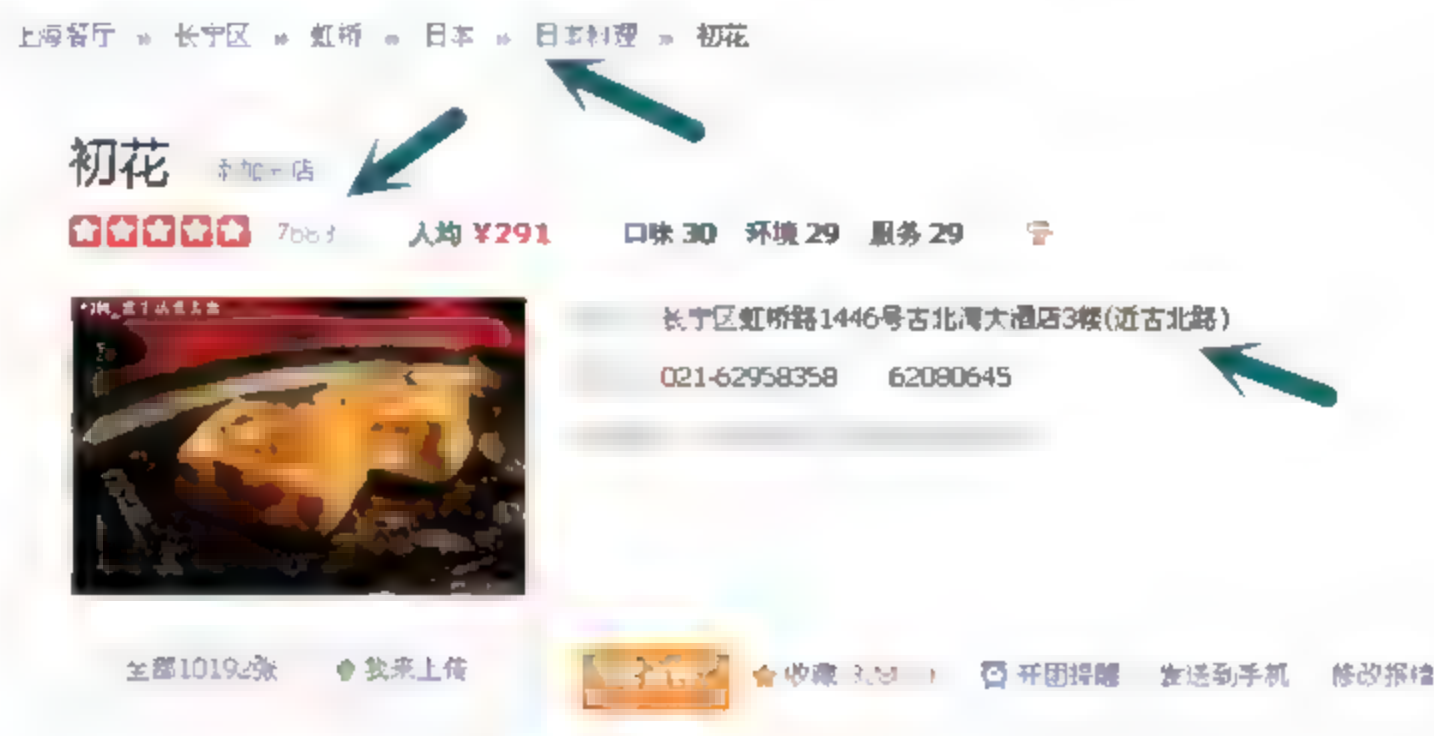 上海餐厅 » 长宁区 » 虹桥 » 日本 » 日本料理 » 初花
初花
人均 ¥291 口味 30 环境 29 服务 29
长宁区虹桥路1446号古北湾大酒店3楼(近古北路)
021-62958358 62080645
全部10192张 我来上传
收藏 开团提醒 发送到手机 修改报错